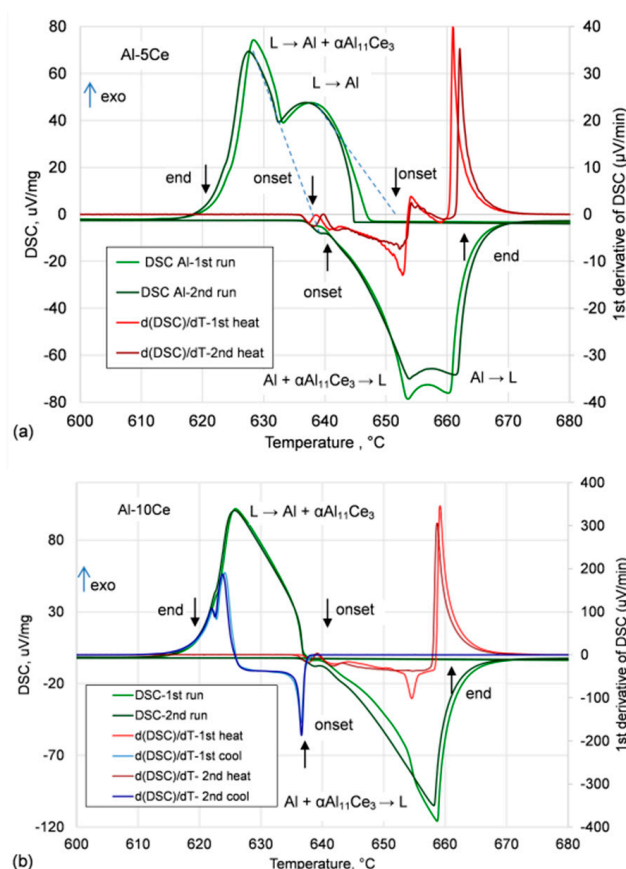 80
60
40
20
0
-20
-40
-60
-80
DSC, uV/mg
Al-5Ce
exo
L → Al + αAl₁₁Ce₃
L → Al
end
onset
onset
onset
end
DSC Al-1st run
DSC Al-2nd run
d(DSC)/dT-1st heat
d(DSC)/dT-2nd heat
Al + αAl₁₁Ce₃ → L
Al → L
40
30
20
10
0
-10
-20
-30
-40
1st derivative of DSC (μV/min)
600 610 620 630 640 650 660 670 680
(a)
Temperature , °C
80
30
-20
-70
-120
DSC, uV/mg
Al-10Ce
exo
L → Al + αAl₁₁Ce₃
end
onset
onset
end
DSC-1st run
DSC-2nd run
d(DSC)/dT-1st heat
d(DSC)/dT-1st cool
d(DSC)/dT- 2nd heat
d(DSC)/dT- 2nd cool
Al + αAl₁₁Ce₃ → L
400
300
200
100
0
-100
-200
-300
-400
1st derivative of DSC (μV/min)
600 610 620 630 640 650 660 670 680
(b)
Temperature, °C